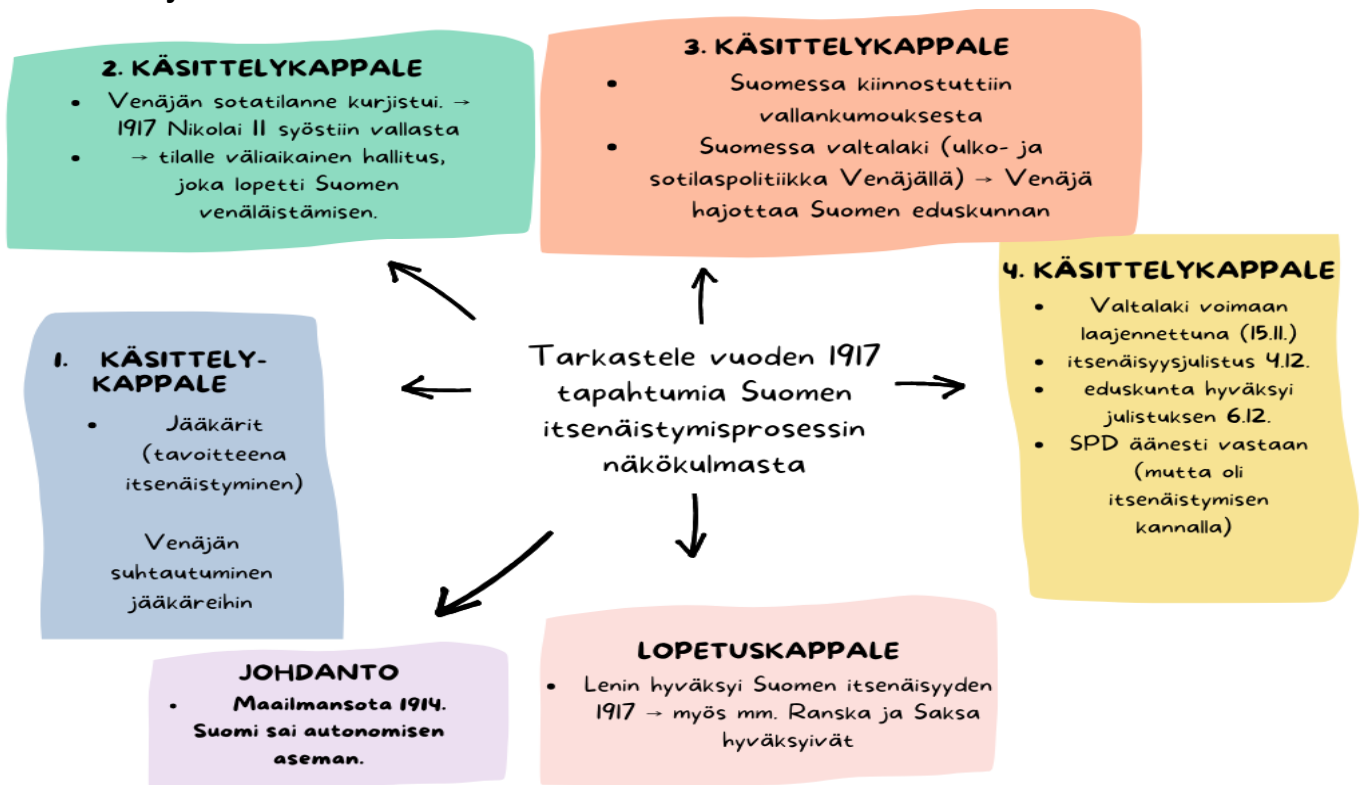 2. KÄSITTELYKAPPALE
• Venäjän sotatilanne kurjistui. →
1917 Nikolai II syöstiin vallasta
• → tilalle väliaikainen hallitus,
joka lopetti Suomen
venäläistämisen.
3. KÄSITTELYKAPPALE
• Suomessa kiinnostuttiin
vallankumouksesta
• Suomessa valtalaki (ulko- ja
sotilaspolitiikka Venäjällä) → Venäjä
hajottaa Suomen eduskunnan
4. KÄSITTELYKAPPALE
• Valtalaki voimaan
laajennettuna (15.11.)
• itsenäisyysjulistus 4.12.
• eduskunta hyväksyi
julistuksen 6.12.
• SPD äänesti vastaan
(mutta oli
itsenäistymisen
kannalla)
1. KÄSITTELY-
KAPPALE
• Jääkärit
(tavoitteena
itsenäistyminen)
Venäjän
suhtautuminen
jääkäreihin
Tarkastele vuoden 1917
tapahtumia Suomen
itsenäistymisprosessin
näkökulmasta
JOHDANTO
• Maailmansota 1914.
Suomi sai autonomisen
aseman.
LOPETUSKAPPALE
• Lenin hyväksyi Suomen itsenäisyyden
1917 → myös mm. Ranska ja Saksa
hyväksyivät